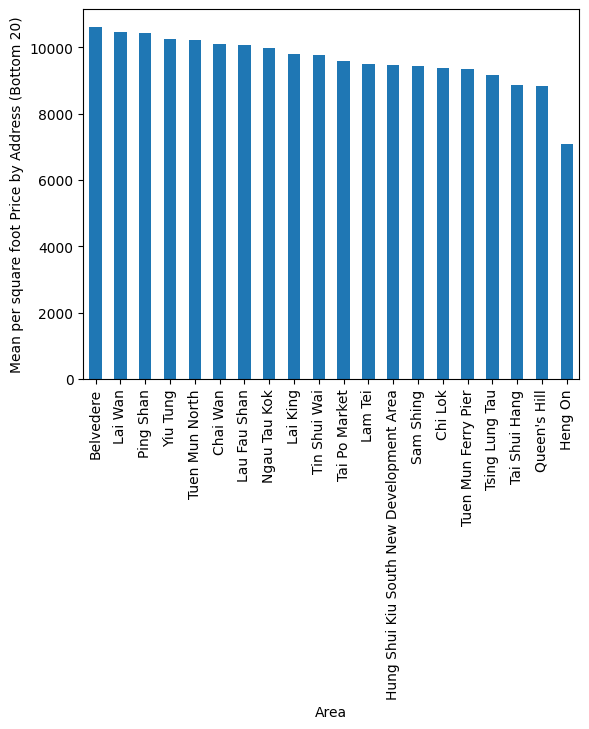 Mean per square foot Price by Address (Bottom 20)
10000
8000
6000
4000
2000
0
Belvedere
Lai Wan
Ping Shan
Yiu Tung
Tuen Mun North
Chai Wan
Lau Fau Shan
Ngau Tau Kok
Lai King
Tin Shui Wai
Tai Po Market
Lam Tei
Hung Shui Kiu South New Development Area
Sam Shing
Chi Lok
Tuen Mun Ferry Pier
Tsing Lung Tau
Tai Shui Hang
Queen's Hill
Heng On
Area